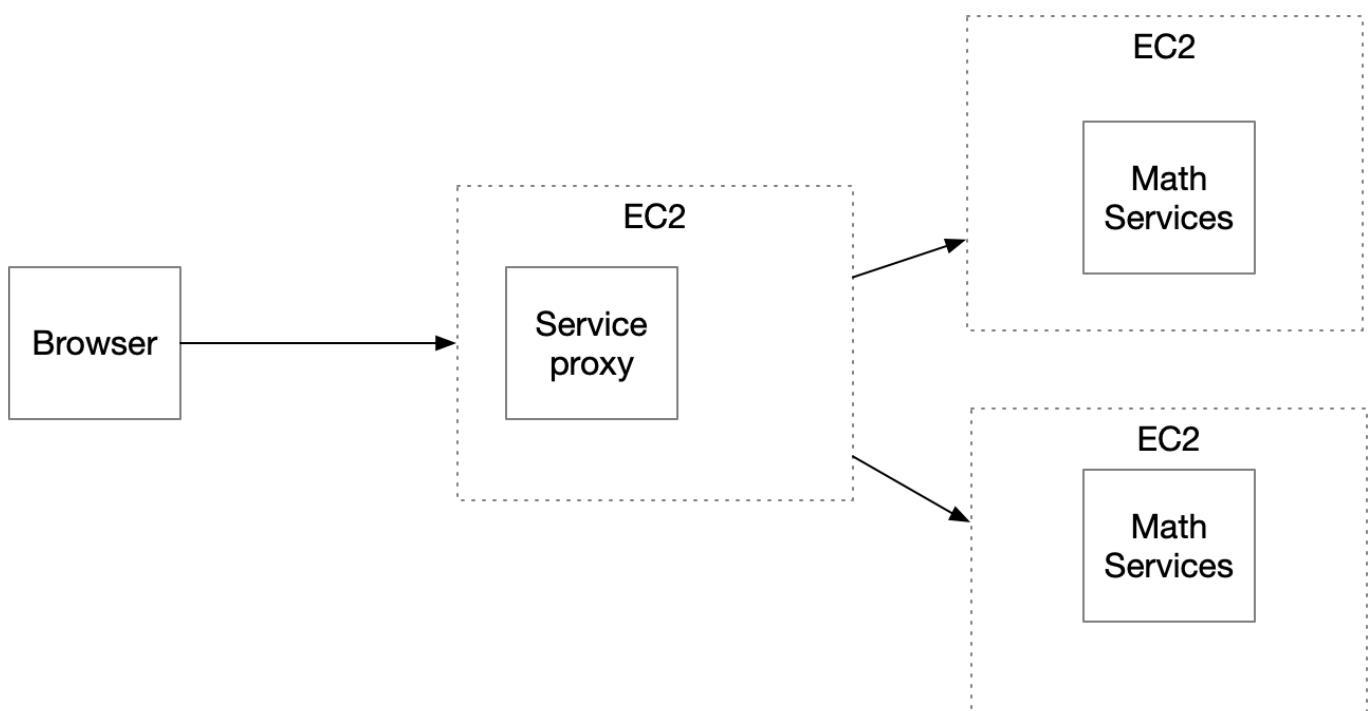 EC2
Math
Services
EC2
Service
proxy
Browser
EC2
Math
Services